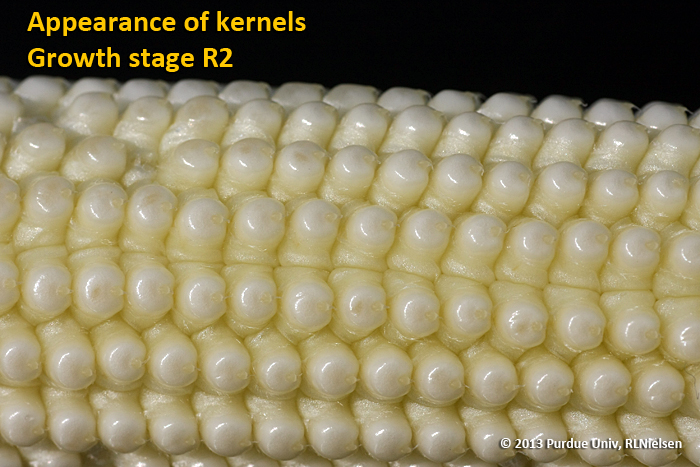 Appearance of kernels
Growth stage R2
© 2013 Purdue Univ, RLNielsen